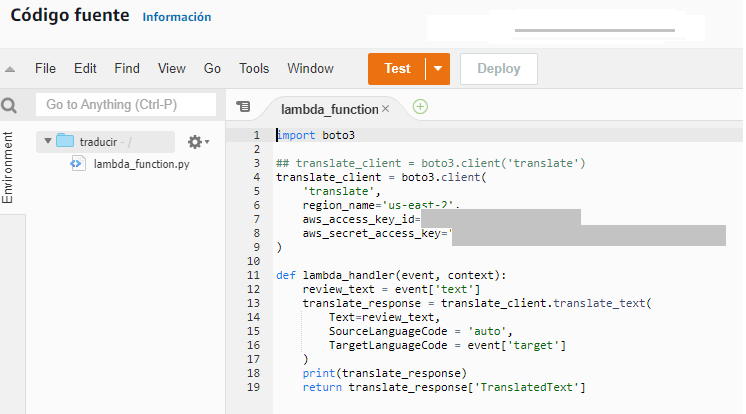 Código fuente Información
File Edit Find View Go Tools Window Test Deploy
Go to Anything (Ctrl-P)
lambda_function
Environment
traducir - /
lambda_function.py
1 import boto3
2
3 ## translate_client = boto3.client('translate')
4 translate_client = boto3.client(
5     'translate',
6     region_name='us-east-2',
7     aws_access_key_id=
8     aws_secret_access_key='
9 )
10
11 def lambda_handler(event, context):
12     review_text = event['text']
13     translate_response = translate_client.translate_text(
14         Text=review_text,
15         SourceLanguageCode = 'auto',
16         TargetLanguageCode = event['target']
17     )
18     print(translate_response)
19     return translate_response['TranslatedText']